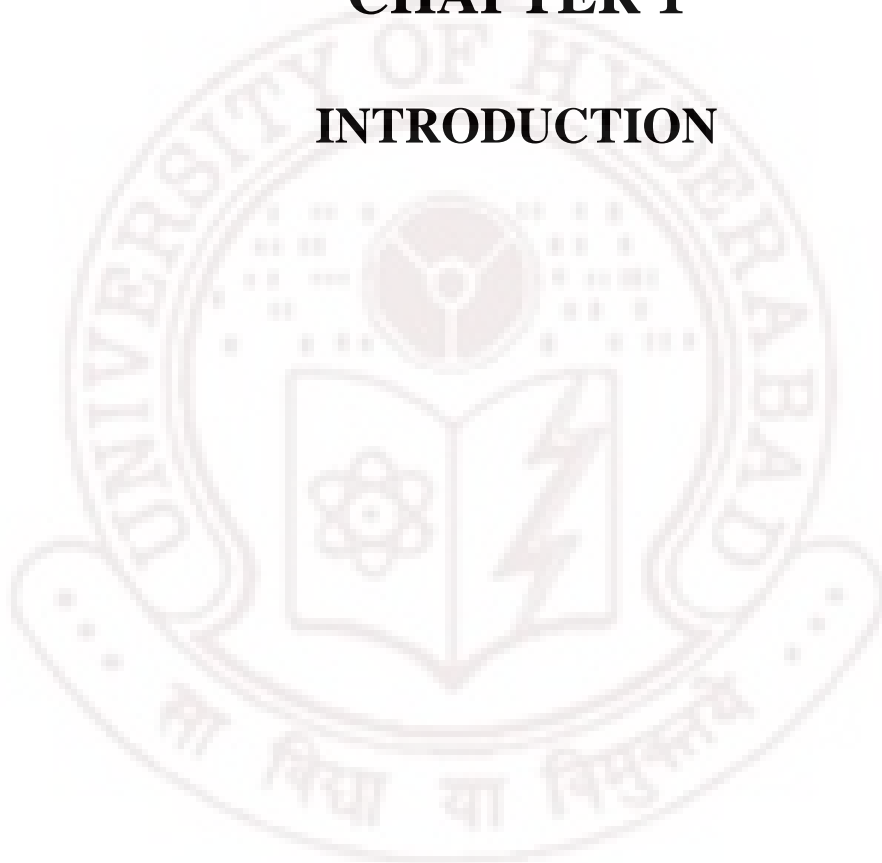 CHAPTER 1
INTRODUCTION
UNIVERSITY OF HYDERABAD
सा विद्या या विमुक्तये